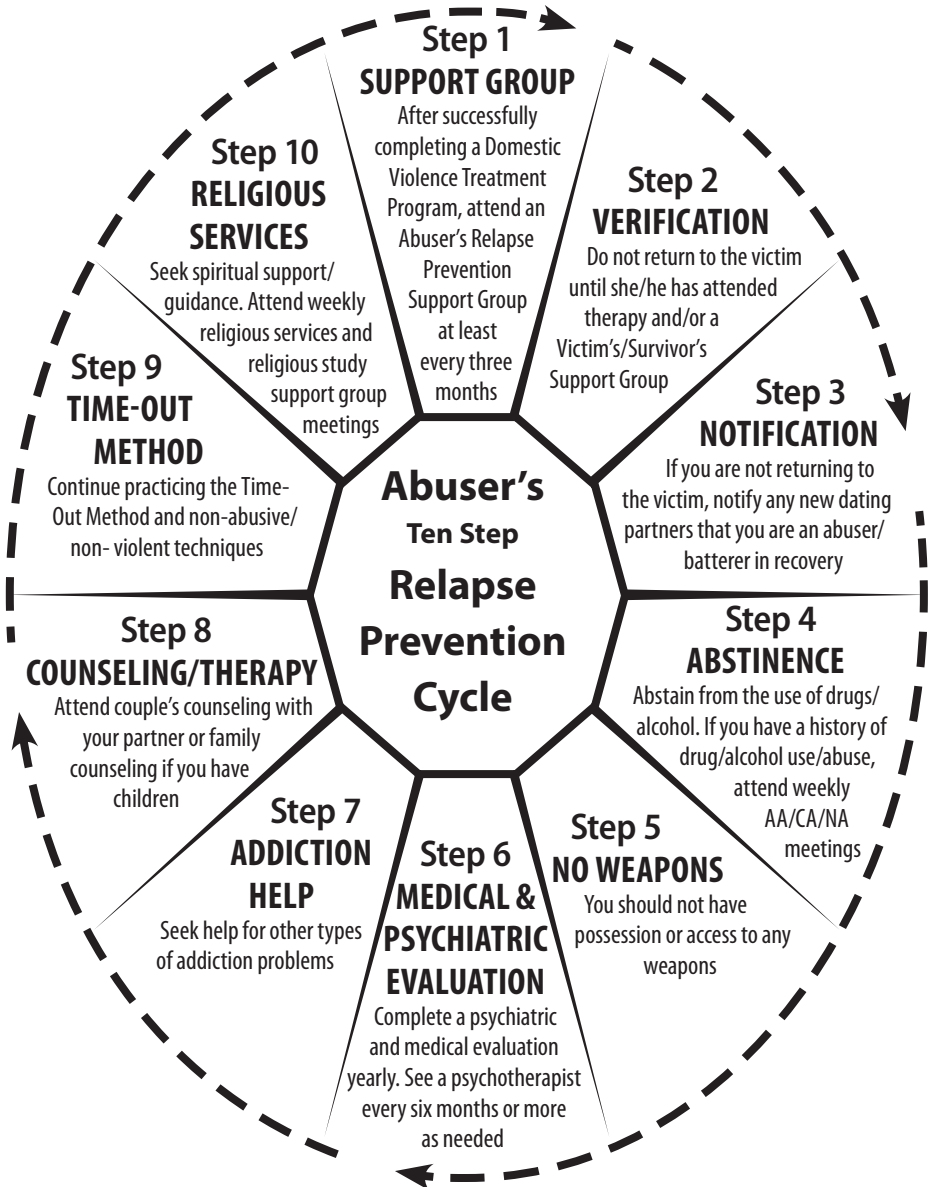 Abuser's
Ten Step
Relapse
Prevention
Cycle
Step 1
SUPPORT GROUP
After successfully
completing a Domestic
Violence Treatment
Program, attend an
Abuser's Relapse
Prevention
Support Group
at least
every three
months
Step 2
VERIFICATION
Do not return to the victim
until she/he has attended
therapy and/or a
Victim's/Survivor's
Support Group
Step 3
NOTIFICATION
If you are not returning to
the victim, notify any new dating
partners that you are an abuser/
batterer in recovery
Step 4
ABSTINENCE
Abstain from the use of drugs/
alcohol. If you have a history of
drug/alcohol use/abuse,
attend weekly
AA/CA/NA
meetings
Step 5
NO WEAPONS
You should not have
possession or access to any
weapons
Step 6
MEDICAL &
PSYCHIATRIC
EVALUATION
Complete a psychiatric
and medical evaluation
yearly. See a psychotherapist
every six months or more
as needed
Step 7
ADDICTION
HELP
Seek help for other types
of addiction problems
Step 8
COUNSELING/THERAPY
Attend couple's counseling with
your partner or family
counseling if you have
children
Step 9
TIME-OUT
METHOD
Continue practicing the Time-
Out Method and non-abusive/
non- violent techniques
Step 10
RELIGIOUS
SERVICES
Seek spiritual support/
guidance. Attend weekly
religious services and
religious study
support group
meetings